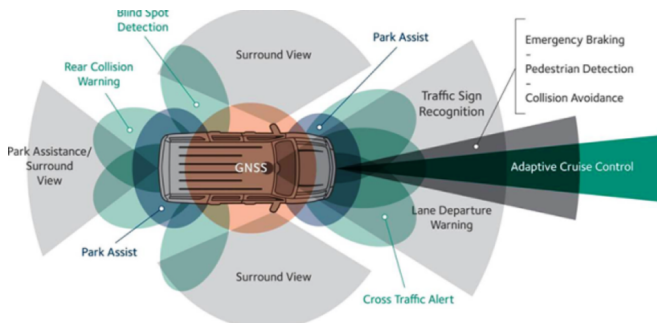 Blind Spot
Detection
Surround View
Park Assist
Emergency Braking
–
Pedestrian Detection
–
Collision Avoidance
Rear Collision
Warning
Traffic Sign
Recognition
Park Assistance/
Surround
View
GNSS
Adaptive Cruise Control
Lane Departure
Warning
Park Assist
Surround View
Cross Traffic Alert